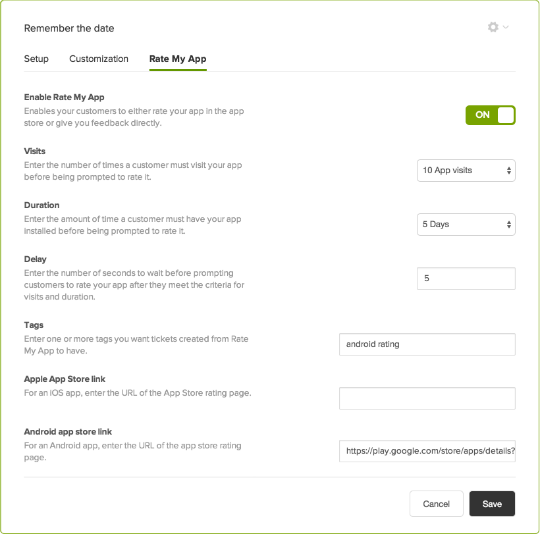 Remember the date
Setup
Customization
Rate My App
Enable Rate My App
Enables your customers to either rate your app in the app
store or give you feedback directly.
ON
Visits
Enter the number of times a customer must visit your app
before being prompted to rate it.
10 App visits
Duration
Enter the amount of time a customer must have your app
installed before being prompted to rate it.
5 Days
Delay
Enter the number of seconds to wait before prompting
customers to rate your app after they meet the criteria for
visits and duration.
5
Tags
Enter one or more tags you want tickets created from Rate
My App to have.
android rating
Apple App Store link
For an iOS app, enter the URL of the App Store rating page.
Android app store link
For an Android app, enter the URL of the app store rating
page.
https://play.google.com/store/apps/details?
Cancel
Save